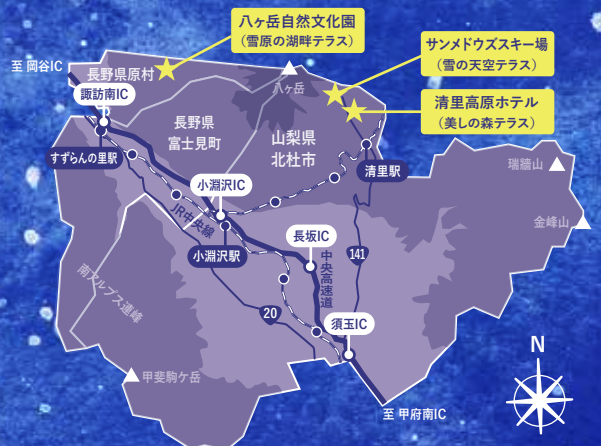 八ヶ岳自然文化園
（雪原の湖畔テラス）
サンメドウズスキー場
（雪の天空テラス）
清里高原ホテル
（美しの森テラス）
至 岡谷IC
長野県原村
八ヶ岳
諏訪南IC
長野県
富士見町
山梨県
北杜市
すずらんの里駅
清里駅
瑞牆山
小淵沢IC
金峰山
JR中央線
長坂IC
小淵沢駅
141
中央高速道
南アルプス連峰
20
須玉IC
N
甲斐駒ケ岳
至 甲府南IC